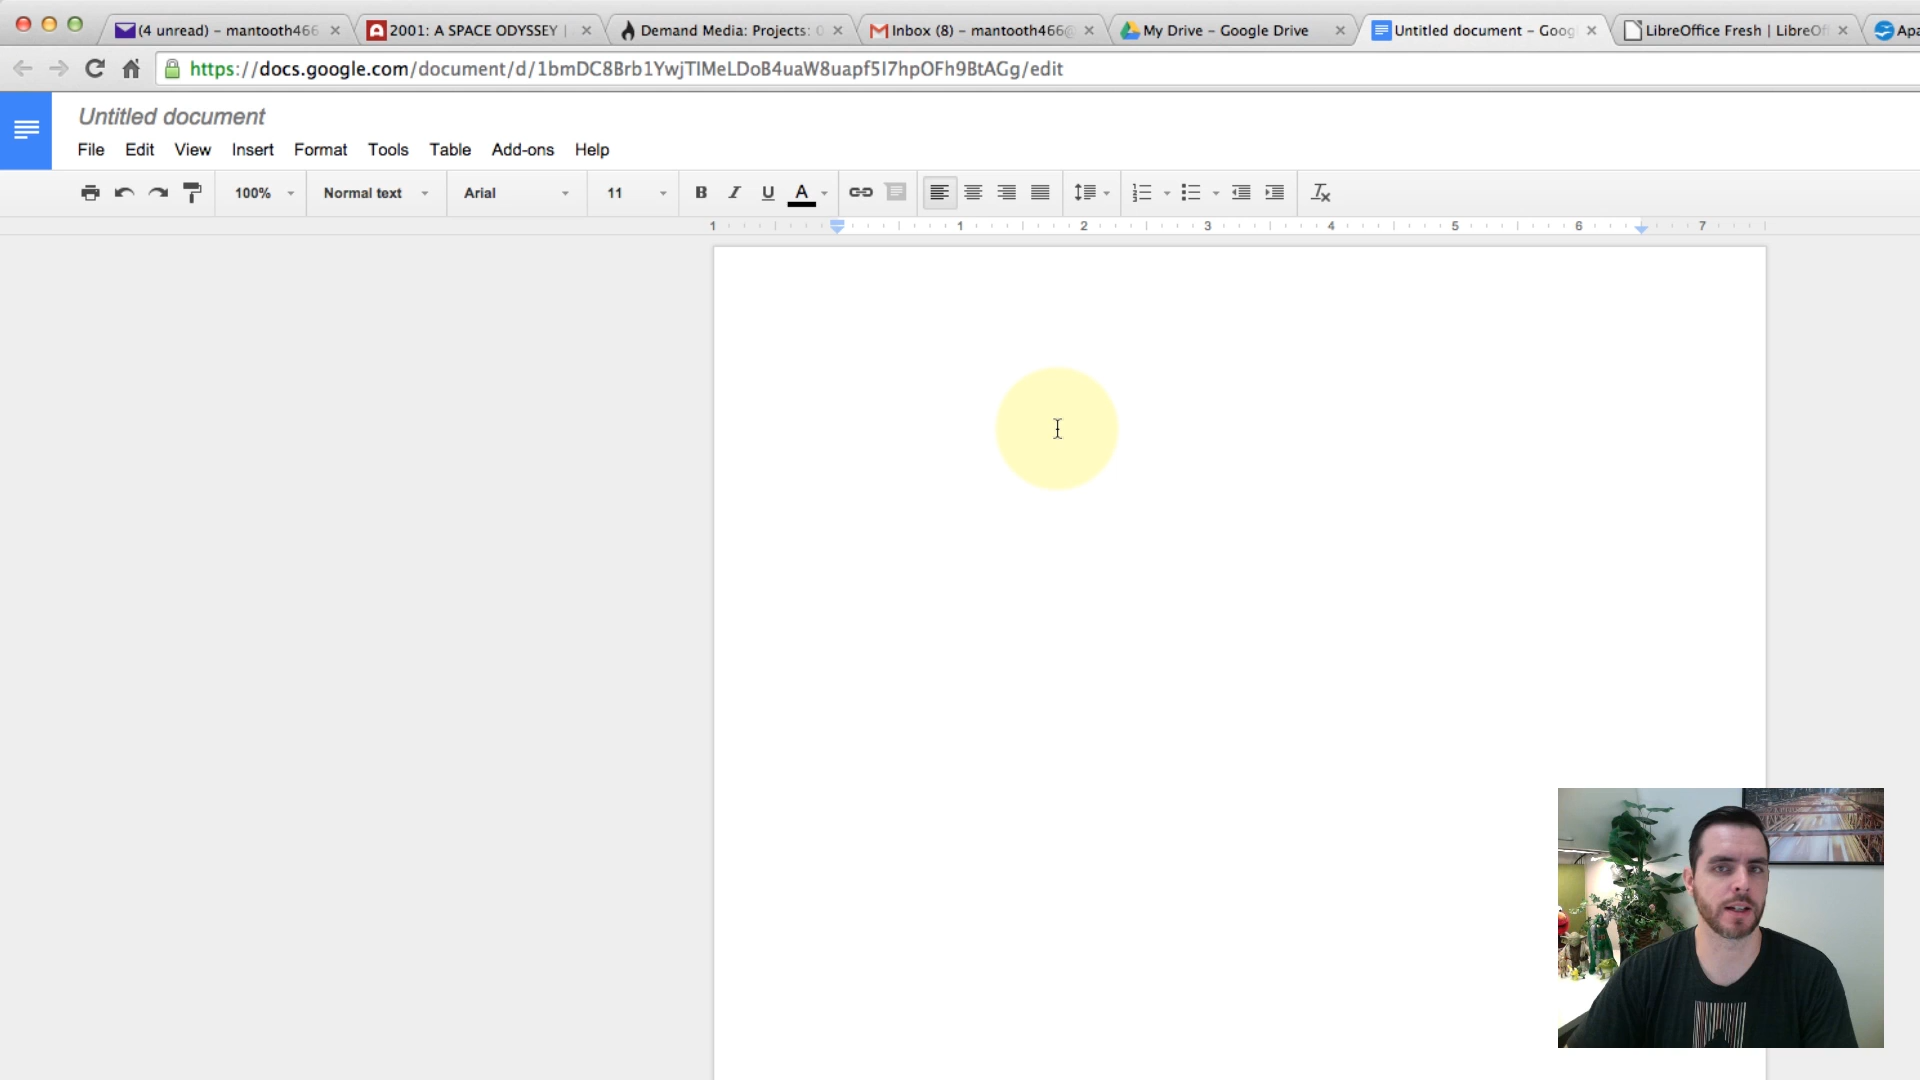 (4 unread) – mantooth466
2001: A SPACE ODYSSEY |
Demand Media: Projects:
Inbox (8) – mantooth466@
My Drive – Google Drive
Untitled document – Goog
LibreOffice Fresh | LibreOf
Apa
https://docs.google.com/document/d/1bmDC8Brb1YwjTlMeLDoB4uaW8uapf5I7hpOFh9BtAGg/edit
Untitled document
File Edit View Insert Format Tools Table Add-ons Help
100% Normal text Arial 11 B I U A
1 1 2 3 4 5 6 7